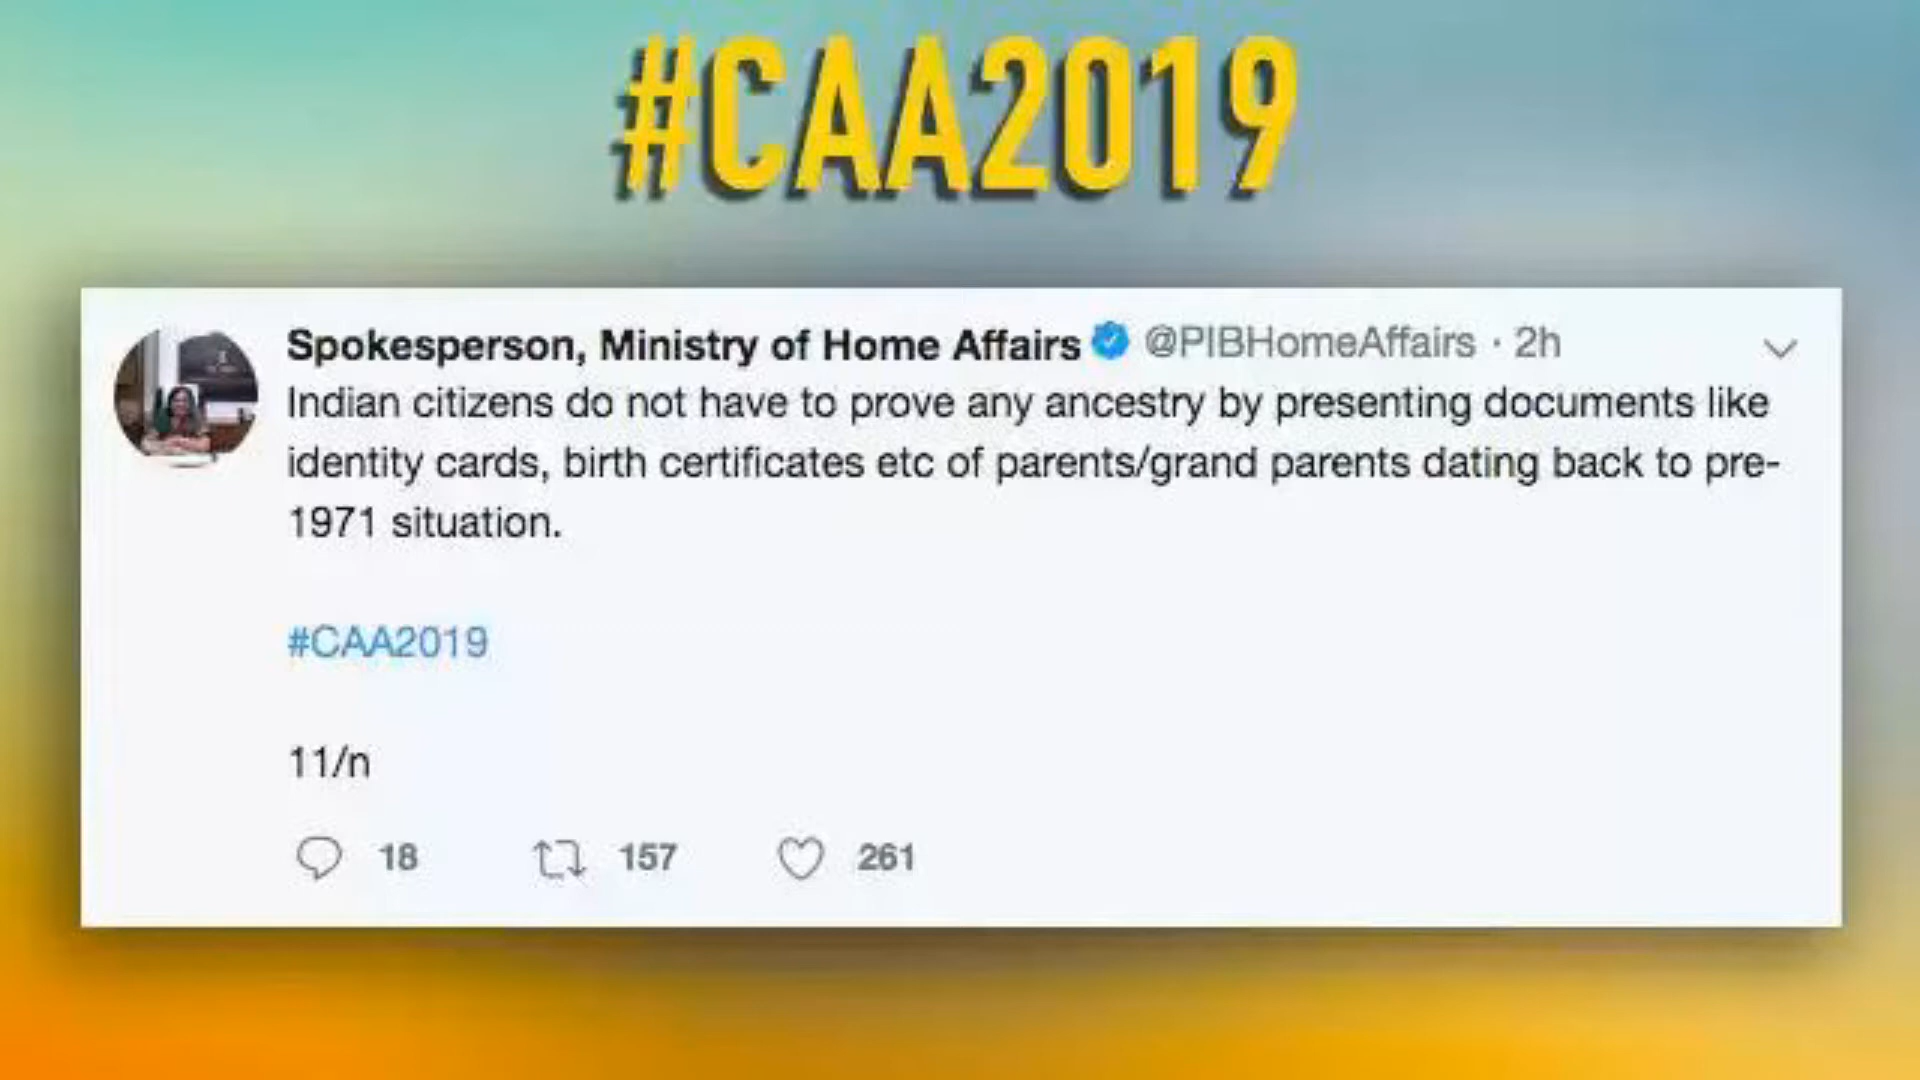 #CAA2019
Spokesperson, Ministry of Home Affairs @PIBHomeAffairs · 2h
Indian citizens do not have to prove any ancestry by presenting documents like
identity cards, birth certificates etc of parents/grand parents dating back to pre-
1971 situation.
#CAA2019
11/n
18 157 261